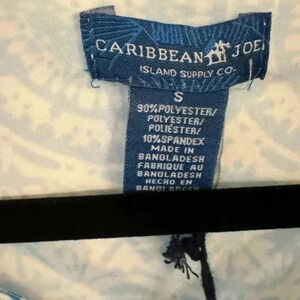 CARIBBEAN JOE
ISLAND SUPPLY CO.
S
90%POLYESTER/
POLYESTER/
POLIÉSTER/
10%SPANDEX
MADE IN
BANGLADESH
FABRIQUE AU
BANGLADESH
HECHO EN
BANGLADESH